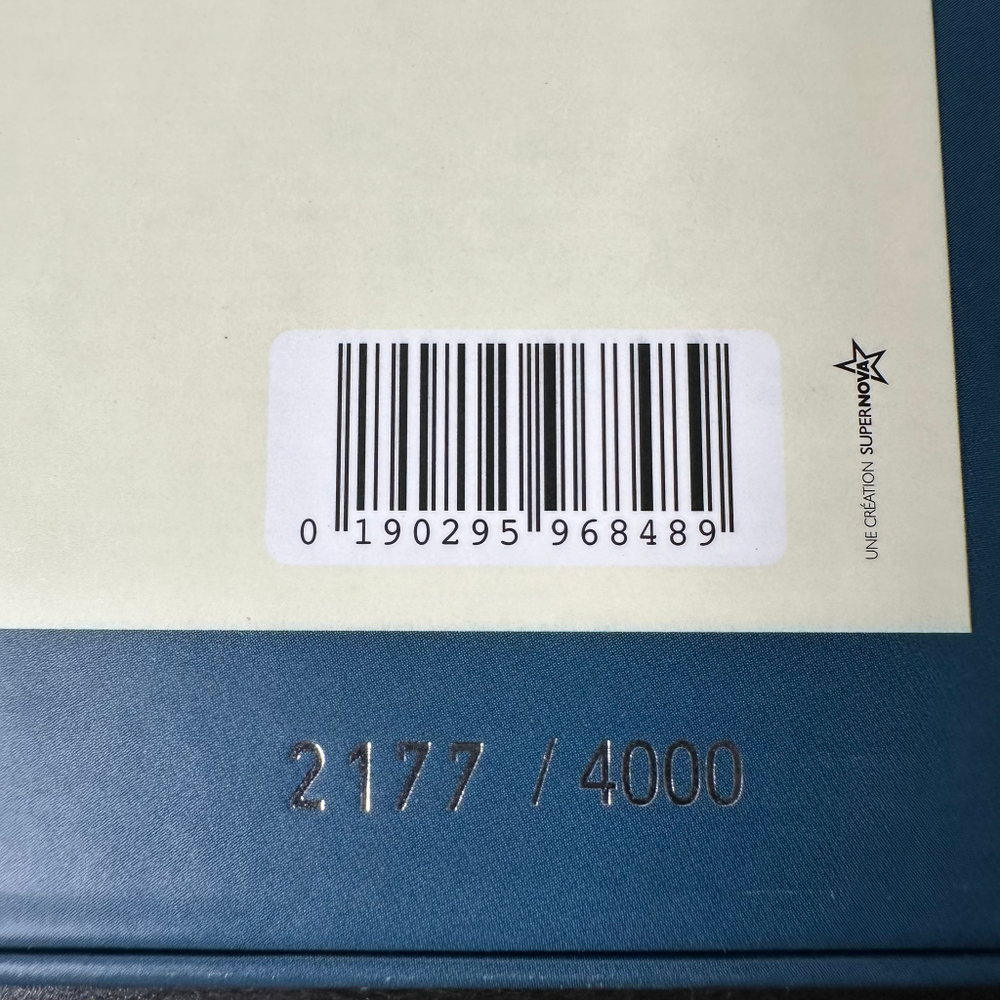 0 190295 968489
UNE CRÉATION SUPERNOVA
2177 / 4000